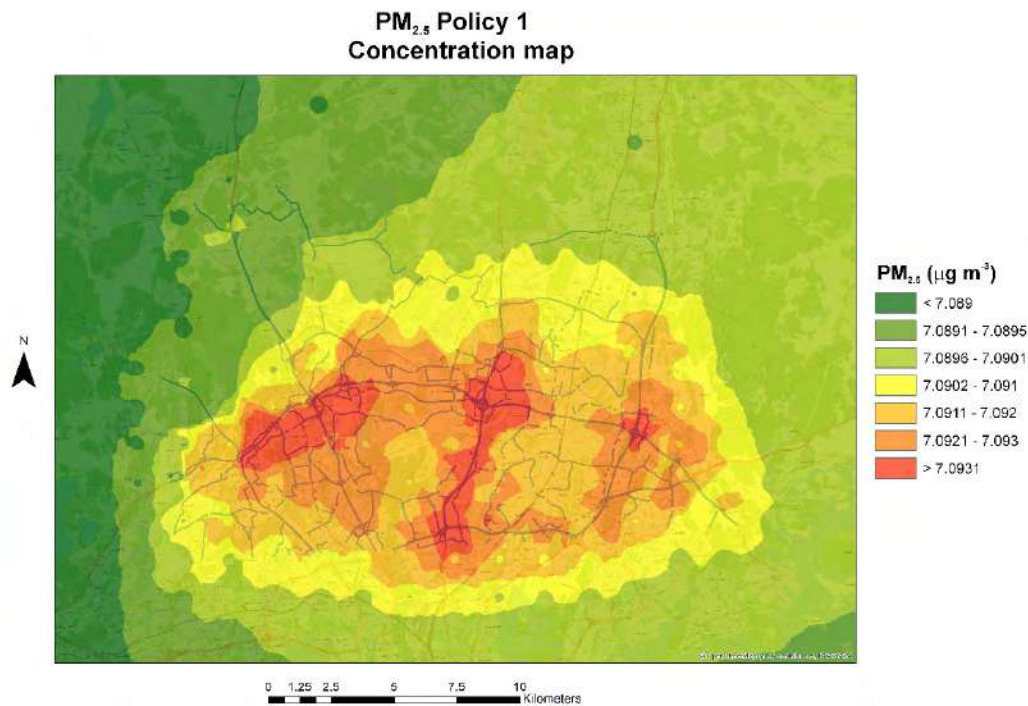 PM₂.₅ Policy 1
Concentration map
N
PM₂.₅ (µg m⁻³)
< 7.089
7.0891 - 7.0895
7.0896 - 7.0901
7.0902 - 7.091
7.0911 - 7.092
7.0921 - 7.093
> 7.0931
0 1.25 2.5 5 7.5 10
Kilometers